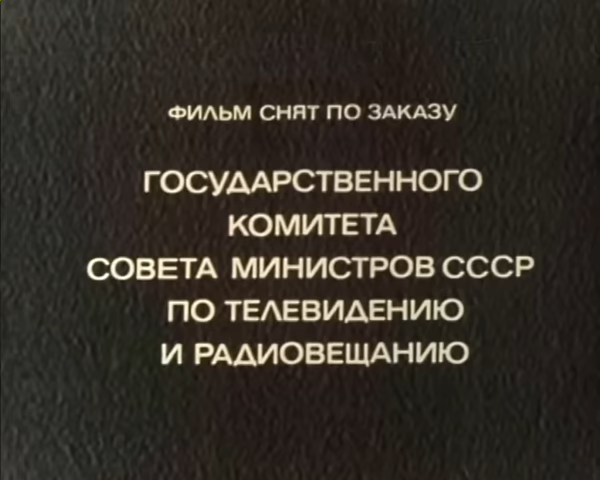 ФИЛЬМ СНЯТ ПО ЗАКАЗУ
ГОСУДАРСТВЕННОГО
КОМИТЕТА
СОВЕТА МИНИСТРОВ СССР
ПО ТЕЛЕВИДЕНИЮ
И РАДИОВЕЩАНИЮ